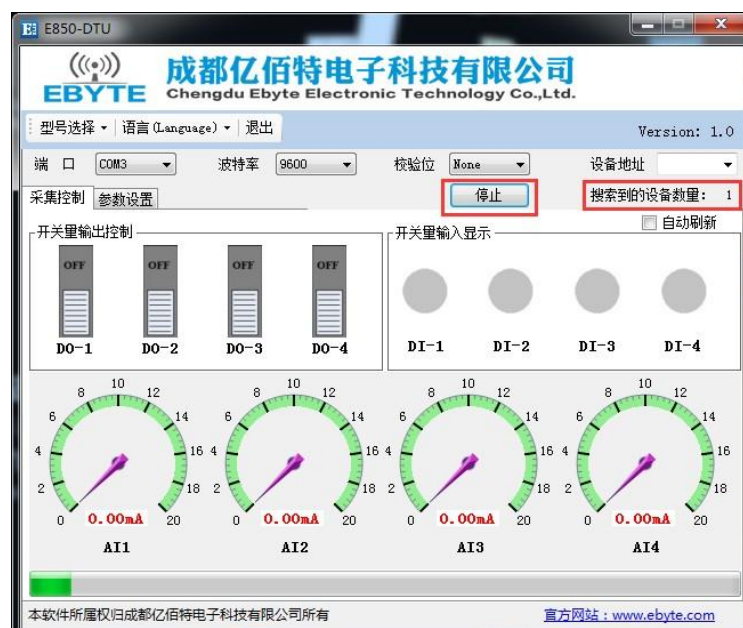 E850-DTU
EBYTE
成都亿佰特电子科技有限公司
Chengdu Ebyte Electronic Technology Co.,Ltd.
型号选择 语言(Language) 退出
Version: 1.0
端 口 COM3 波特率 9600 校验位 None 设备地址
采集控制 参数设置 停止 搜索到的设备数量: 1
自动刷新
开关量输出控制 开关量输入显示
OFF OFF OFF OFF
DO-1 DO-2 DO-3 DO-4 DI-1 DI-2 DI-3 DI-4
0 2 4 6 8 10 12 14 16 18 20
0.00mA
AI1
0 2 4 6 8 10 12 14 16 18 20
0.00mA
AI2
0 2 4 6 8 10 12 14 16 18 20
0.00mA
AI3
0 2 4 6 8 10 12 14 16 18 20
0.00mA
AI4
本软件所属权归成都亿佰特电子科技有限公司所有 官方网站：www.ebyte.com